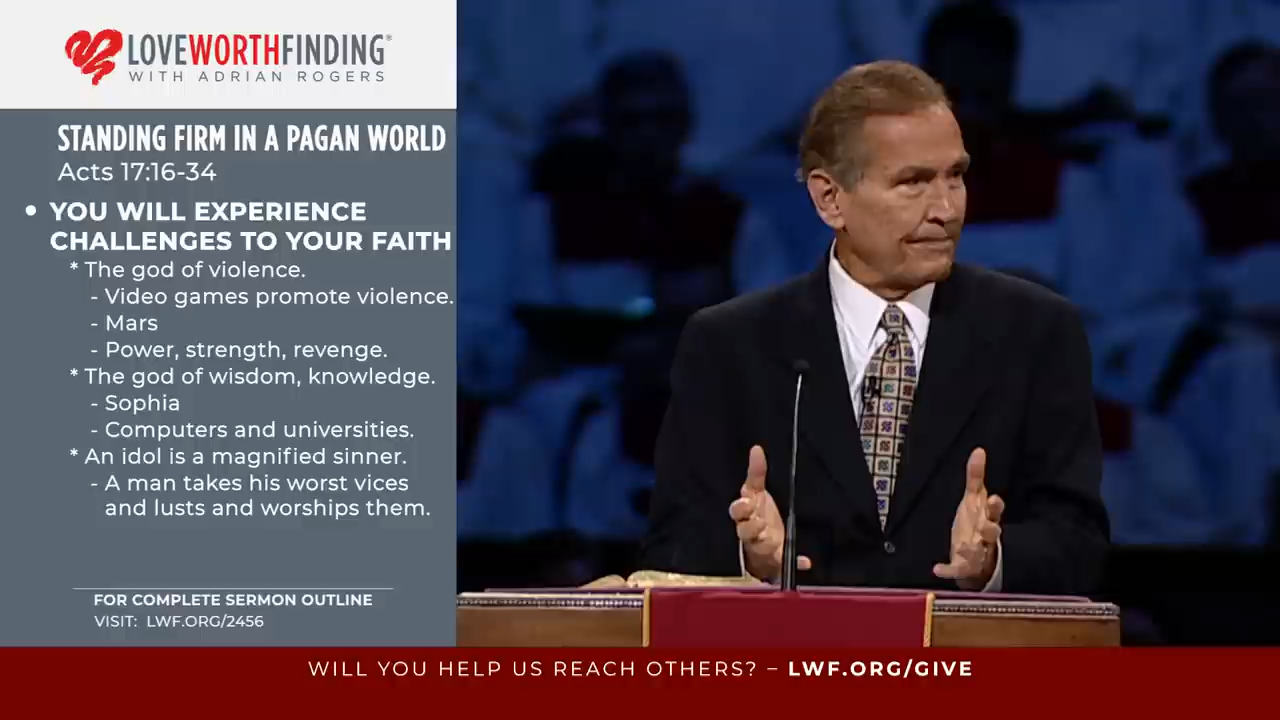 LOVEWORTHFINDING®
WITH ADRIAN ROGERS
STANDING FIRM IN A PAGAN WORLD
Acts 17:16-34
• YOU WILL EXPERIENCE
CHALLENGES TO YOUR FAITH
* The god of violence.
- Video games promote violence.
- Mars
- Power, strength, revenge.
* The god of wisdom, knowledge.
- Sophia
- Computers and universities.
* An idol is a magnified sinner.
- A man takes his worst vices
and lusts and worships them.
FOR COMPLETE SERMON OUTLINE
VISIT: LWF.ORG/2456
WILL YOU HELP US REACH OTHERS? – LWF.ORG/GIVE